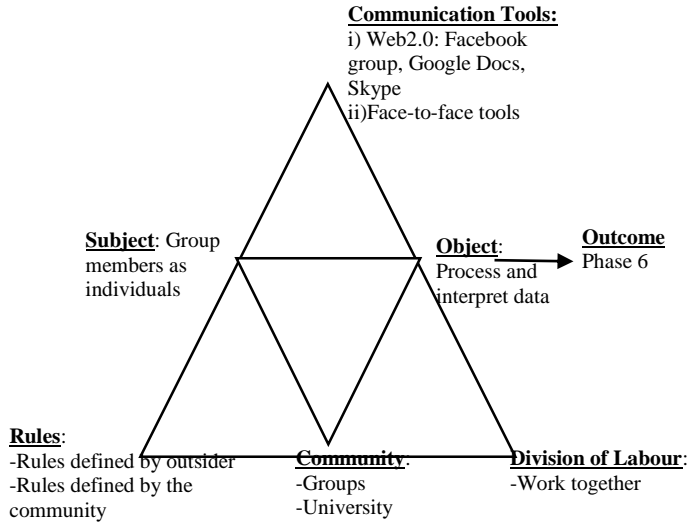 Communication Tools:
i) Web2.0: Facebook
group, Google Docs,
Skype
ii)Face-to-face tools
Subject: Group
members as
individuals
Object:
Process and
interpret data
Outcome
Phase 6
Rules:
-Rules defined by outsider
-Rules defined by the
community
Community:
-Groups
-University
Division of Labour:
-Work together